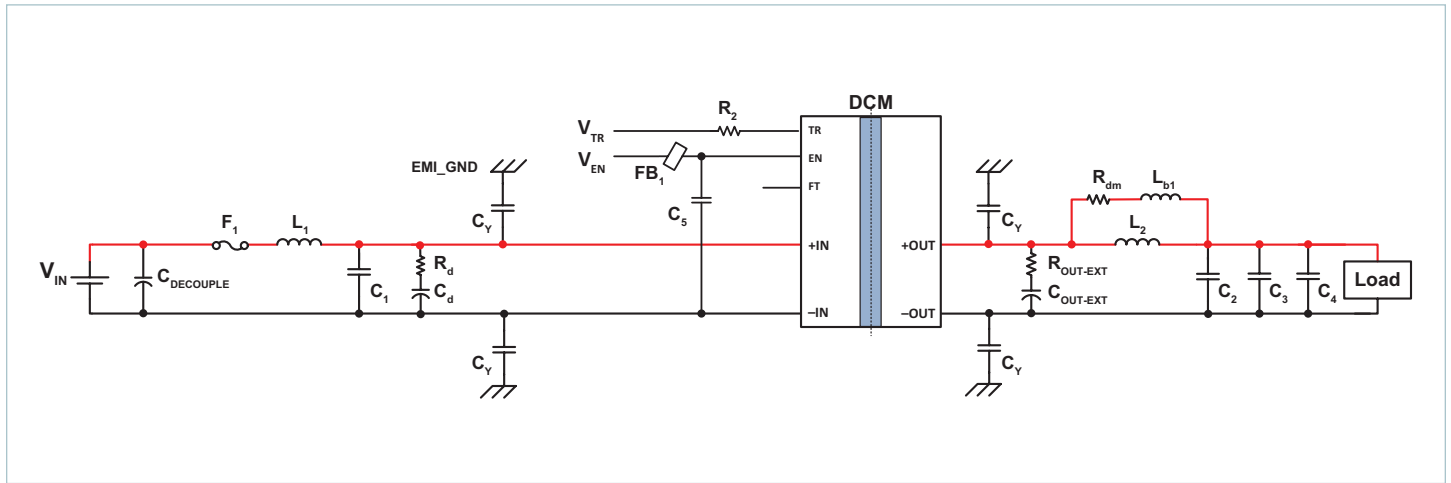 DCM
R2
VTR
TR
VEN
FB1
EN
FT
EMI_GND
CY
C5
CY
Rdm
Lb1
F1
L1
L2
+IN
+OUT
VIN
CDECOUPLE
C1
Rd
Cd
ROUT-EXT
COUT-EXT
C2
C3
C4
Load
–IN
–OUT
CY
CY